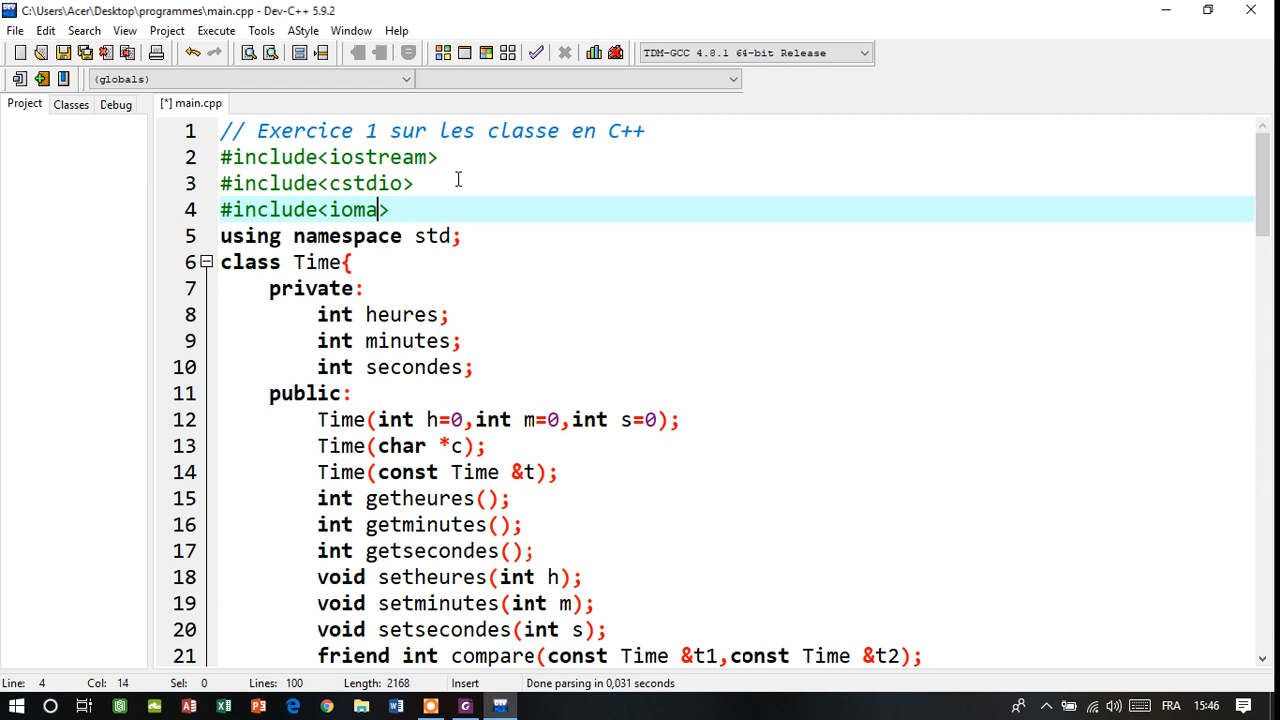 C:\Users\Acer\Desktop\programmes\main.cpp - Dev-C++ 5.9.2
File Edit Search View Project Execute Tools AStyle Window Help
TDM-GCC 4.8.1 64-bit Release
(globals)
Project Classes Debug [*] main.cpp
1 // Exercice 1 sur les classe en C++
2 #include<iostream>
3 #include<cstdio>
4 #include<ioma>
5 using namespace std;
6 class Time{
7 private:
8 int heures;
9 int minutes;
10 int secondes;
11 public:
12 Time(int h=0,int m=0,int s=0);
13 Time(char *c);
14 Time(const Time &t);
15 int getheures();
16 int getminutes();
17 int getsecondes();
18 void setheures(int h);
19 void setminutes(int m);
20 void setsecondes(int s);
21 friend int compare(const Time &t1,const Time &t2);
Line: 4 Col: 14 Sel: 0 Lines: 100 Length: 2168 Insert Done parsing in 0,031 seconds
FRA 15:46